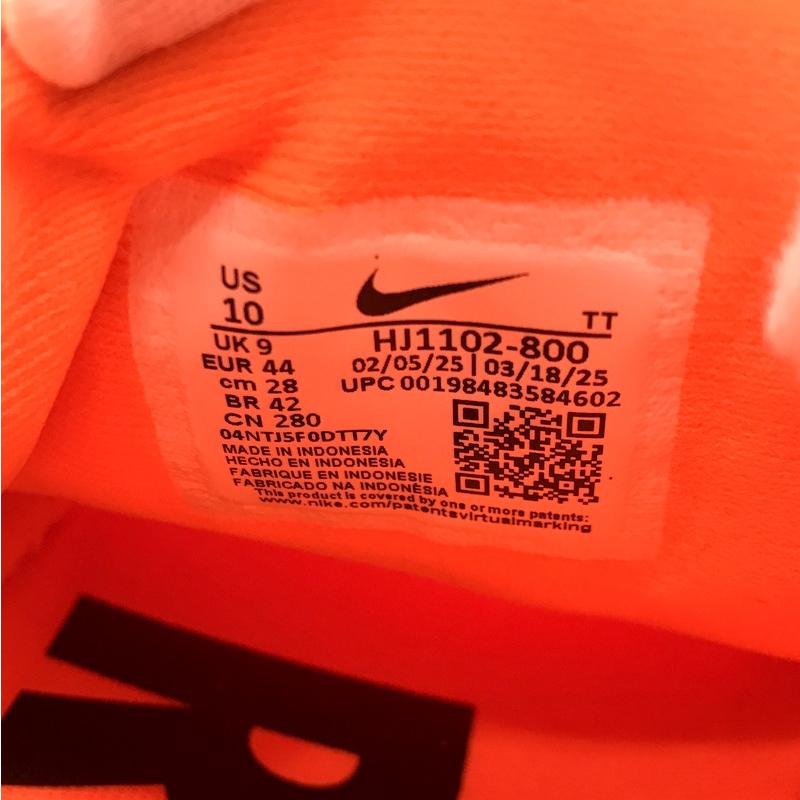 US
10
TT
UK 9
HJ1102-800
EUR 44
02/05/25 | 03/18/25
cm 28
UPC 00198483584602
BR 42
CN 280
04NTJ5F0DTT7Y
MADE IN INDONESIA
HECHO EN INDONESIA
FABRIQUE EN INDONESIE
FABRICADO NA INDONÉSIA
This product is covered by one or more patents:
www.nike.com/patentsvirtualmarking